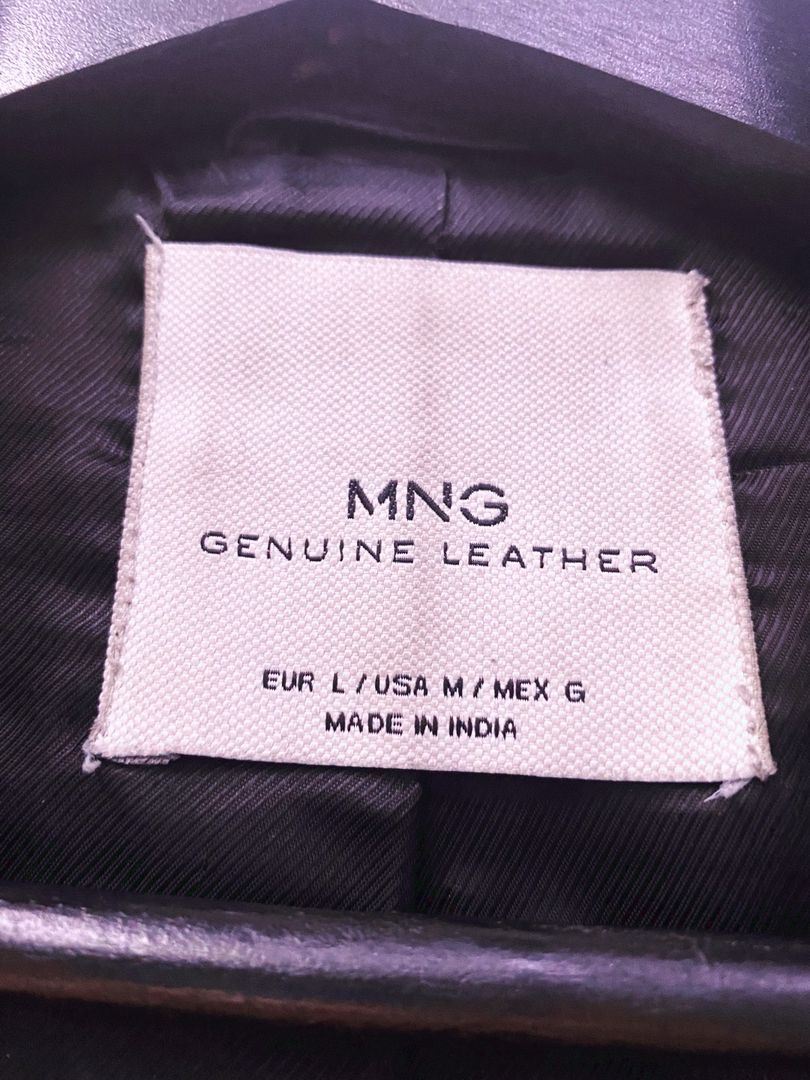 MNG
GENUINE LEATHER
EUR L / USA M / MEX G
MADE IN INDIA